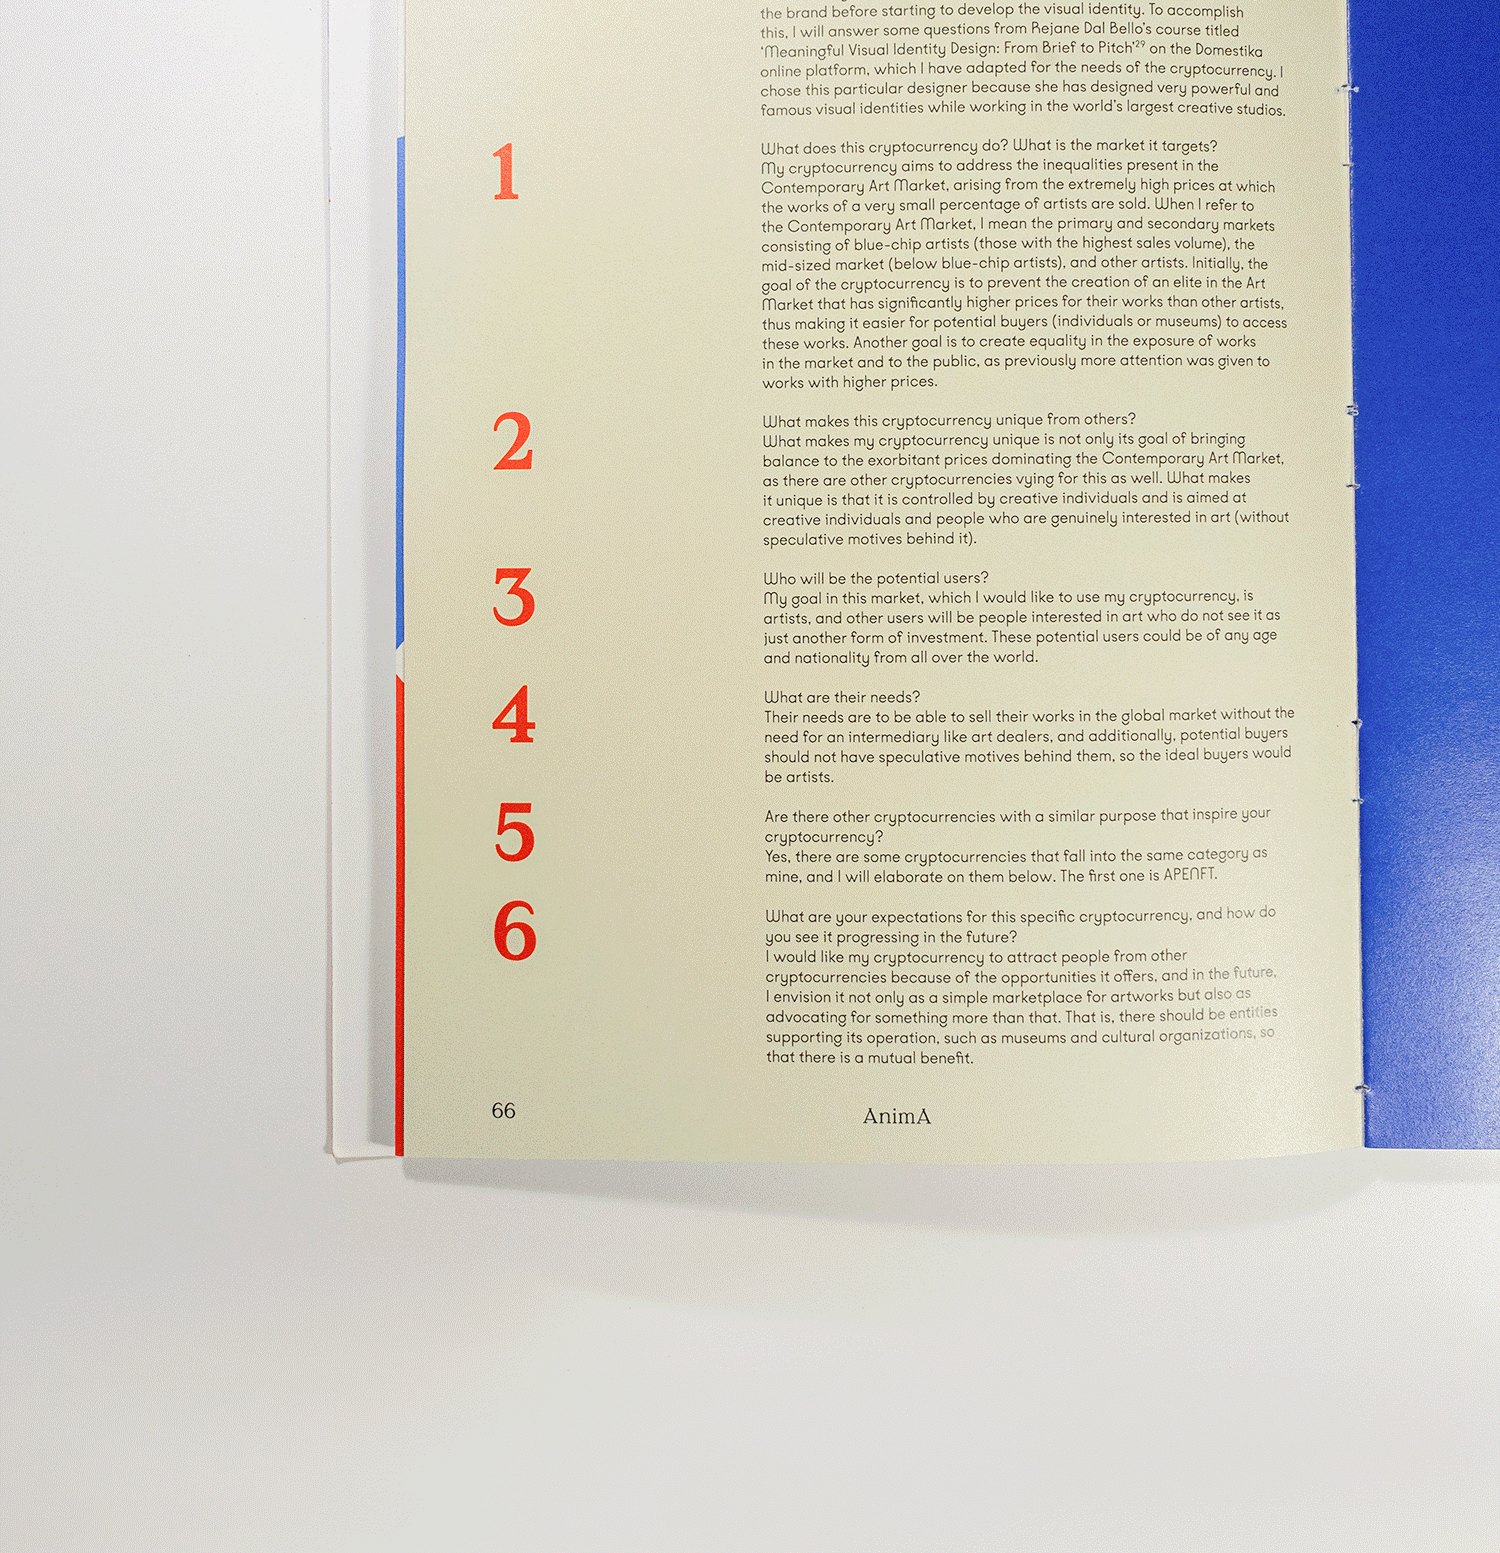 the brand before starting to develop the visual identity. To accomplish
this, I will answer some questions from Rejane Dal Bello's course titled
'Meaningful Visual Identity Design: From Brief to Pitch'29 on the Domestika
online platform, which I have adapted for the needs of the cryptocurrency. I
chose this particular designer because she has designed very powerful and
famous visual identities while working in the world's largest creative studios.
1
What does this cryptocurrency do? What is the market it targets?
My cryptocurrency aims to address the inequalities present in the
Contemporary Art Market, arising from the extremely high prices at which
the works of a very small percentage of artists are sold. When I refer to
the Contemporary Art Market, I mean the primary and secondary markets
consisting of blue-chip artists (those with the highest sales volume), the
mid-sized market (below blue-chip artists), and other artists. Initially, the
goal of the cryptocurrency is to prevent the creation of an elite in the Art
Market that has significantly higher prices for their works than other artists,
thus making it easier for potential buyers (individuals or museums) to access
these works. Another goal is to create equality in the exposure of works
in the market and to the public, as previously more attention was given to
works with higher prices.
2
What makes this cryptocurrency unique from others?
What makes my cryptocurrency unique is not only its goal of bringing
balance to the exorbitant prices dominating the Contemporary Art Market,
as there are other cryptocurrencies vying for this as well. What makes
it unique is that it is controlled by creative individuals and is aimed at
creative individuals and people who are genuinely interested in art (without
speculative motives behind it).
3
Who will be the potential users?
My goal in this market, which I would like to use my cryptocurrency, is
artists, and other users will be people interested in art who do not see it as
just another form of investment. These potential users could be of any age
and nationality from all over the world.
4
What are their needs?
Their needs are to be able to sell their works in the global market without the
need for an intermediary like art dealers, and additionally, potential buyers
should not have speculative motives behind them, so the ideal buyers would
be artists.
5
Are there other cryptocurrencies with a similar purpose that inspire your
cryptocurrency?
Yes, there are some cryptocurrencies that fall into the same category as
mine, and I will elaborate on them below. The first one is APENFT.
6
What are your expectations for this specific cryptocurrency, and how do
you see it progressing in the future?
I would like my cryptocurrency to attract people from other
cryptocurrencies because of the opportunities it offers, and in the future,
I envision it not only as a simple marketplace for artworks but also as
advocating for something more than that. That is, there should be entities
supporting its operation, such as museums and cultural organizations, so
that there is a mutual benefit.
66
AnimA